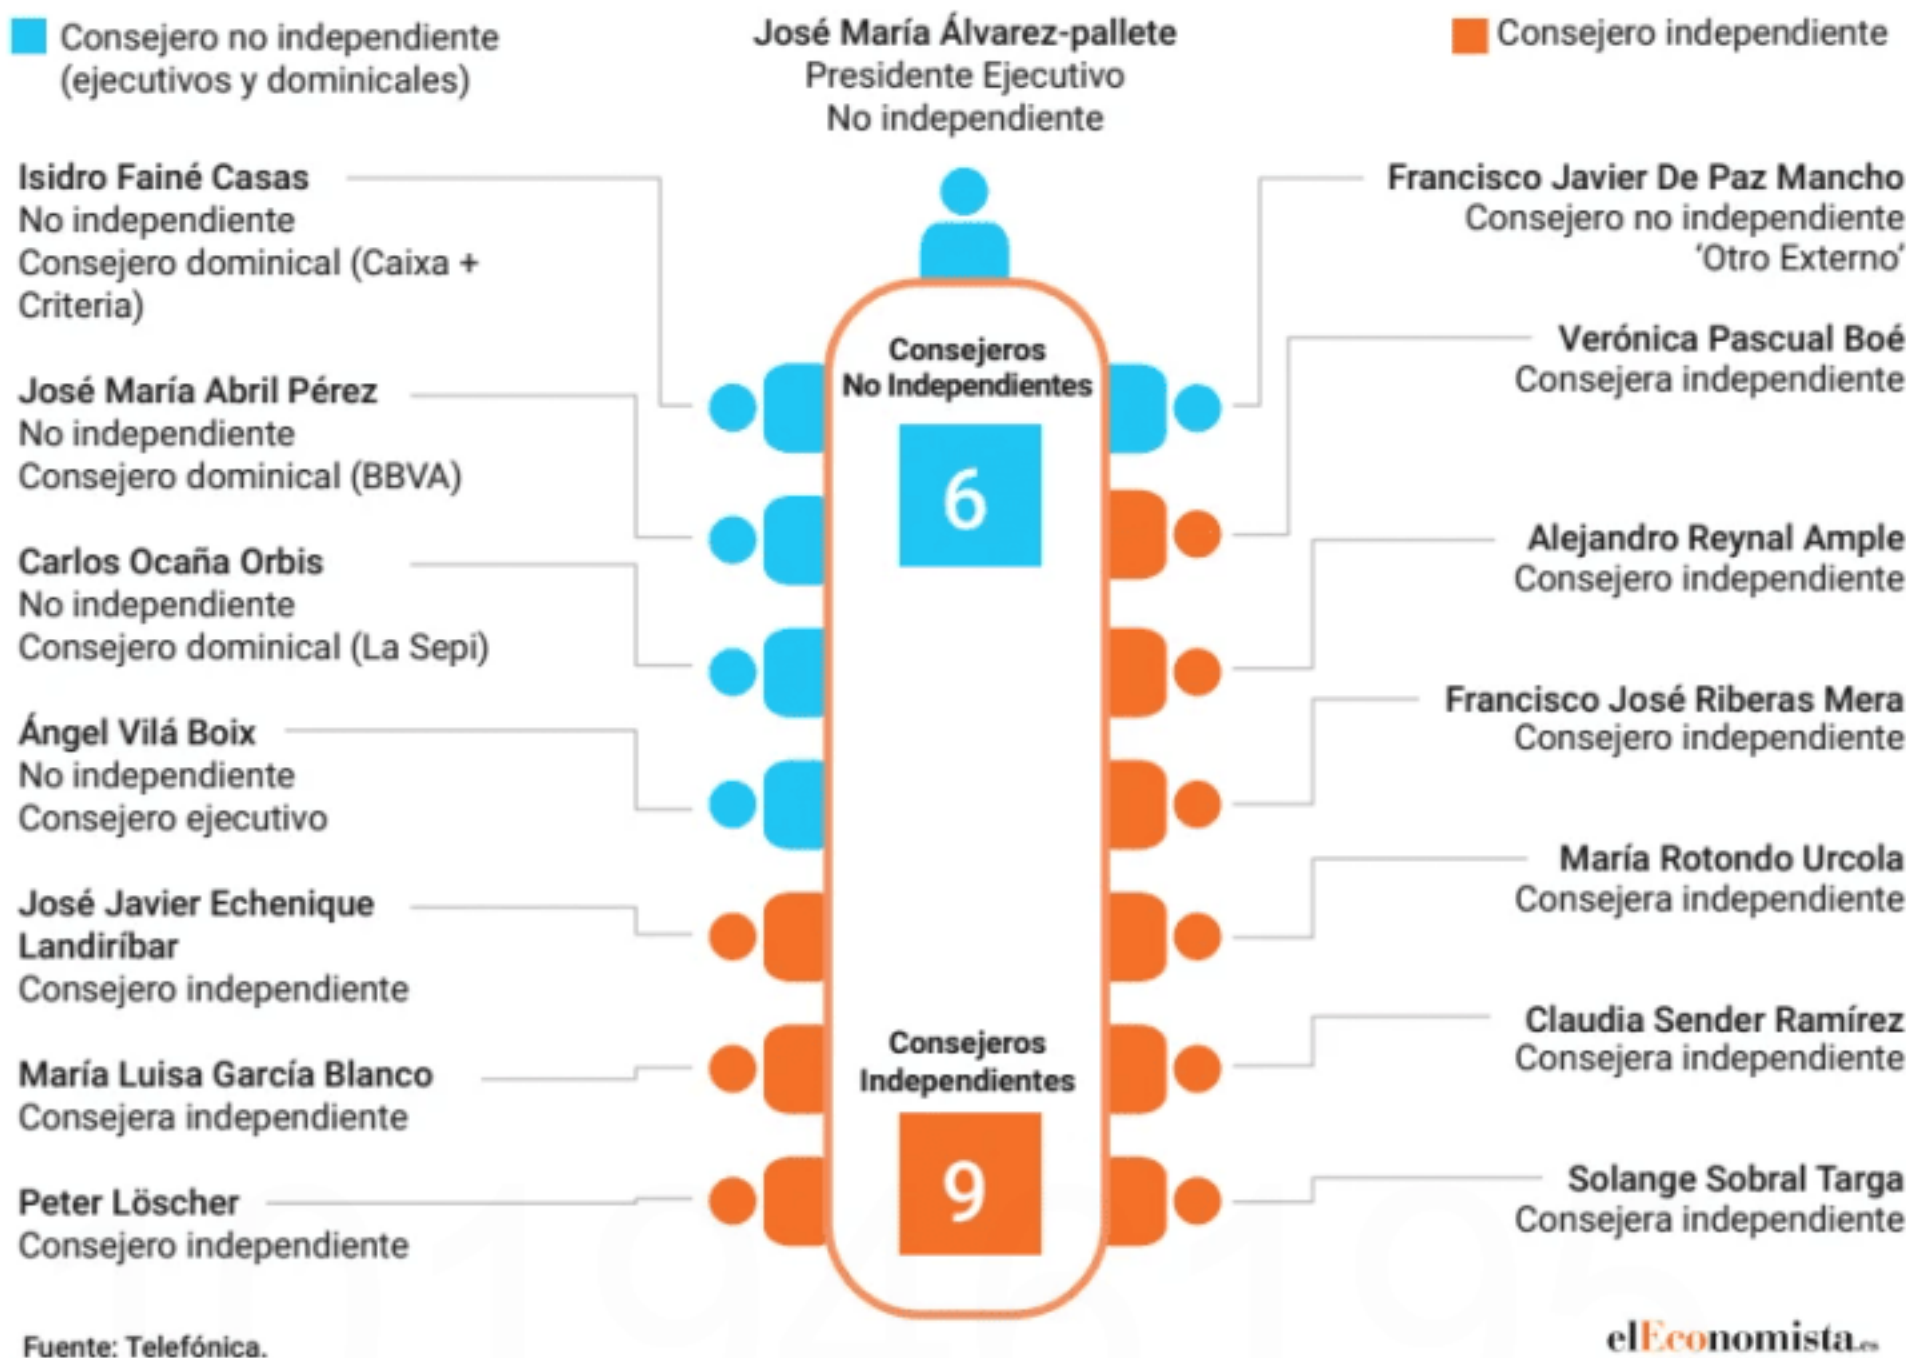 Consejero no independiente
(ejecutivos y dominicales)
José María Álvarez-pallete
Presidente Ejecutivo
No independiente
Consejero independiente
Isidro Fainé Casas
No independiente
Consejero dominical (Caixa +
Criteria)
José María Abril Pérez
No independiente
Consejero dominical (BBVA)
Carlos Ocaña Orbis
No independiente
Consejero dominical (La Sepi)
Ángel Vilá Boix
No independiente
Consejero ejecutivo
José Javier Echenique
Landiríbar
Consejero independiente
María Luisa García Blanco
Consejera independiente
Peter Löscher
Consejero independiente
Consejeros
No Independientes
6
Consejeros
Independientes
9
Francisco Javier De Paz Mancho
Consejero no independiente
‘Otro Externo’
Verónica Pascual Boé
Consejera independiente
Alejandro Reynal Ample
Consejero independiente
Francisco José Riberas Mera
Consejero independiente
María Rotondo Urcola
Consejera independiente
Claudia Sender Ramírez
Consejera independiente
Solange Sobral Targa
Consejera independiente
Fuente: Telefónica.
elEconomista.es